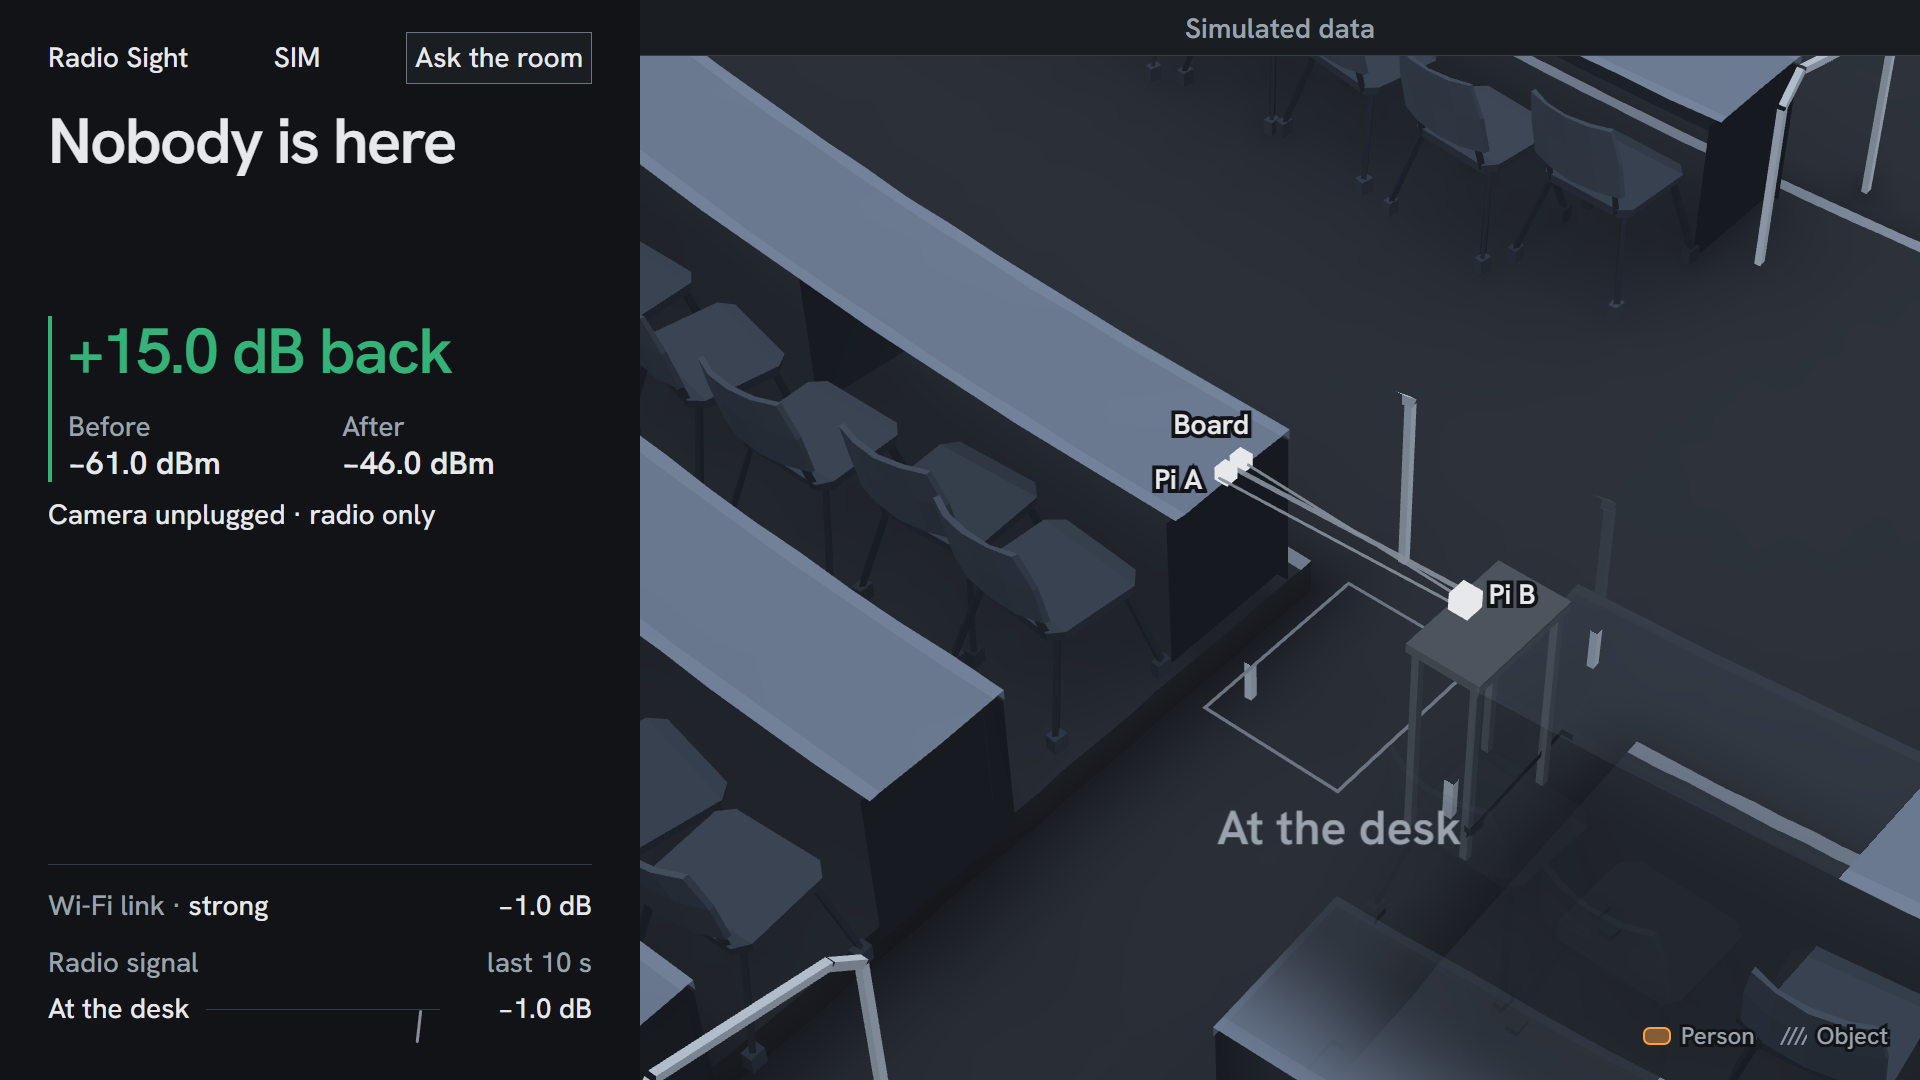 Radio Sight
SIM
Ask the room
Nobody is here
+15.0 dB back
Before
After
−61.0 dBm
−46.0 dBm
Camera unplugged · radio only
Wi-Fi link · strong
−1.0 dB
Radio signal
last 10 s
At the desk
−1.0 dB
Simulated data
Board
Pi A
Pi B
At the desk
Person
Object